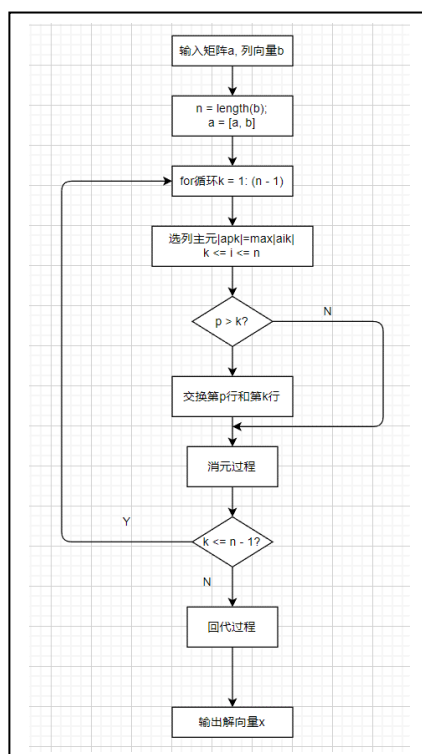 输入矩阵a, 列向量b
n = length(b);
a = [a, b]
for循环k = 1: (n - 1)
选列主元|apk|=max|aik|
k <= i <= n
p > k?
N
交换第p行和第k行
消元过程
Y
k <= n - 1?
N
回代过程
输出解向量x